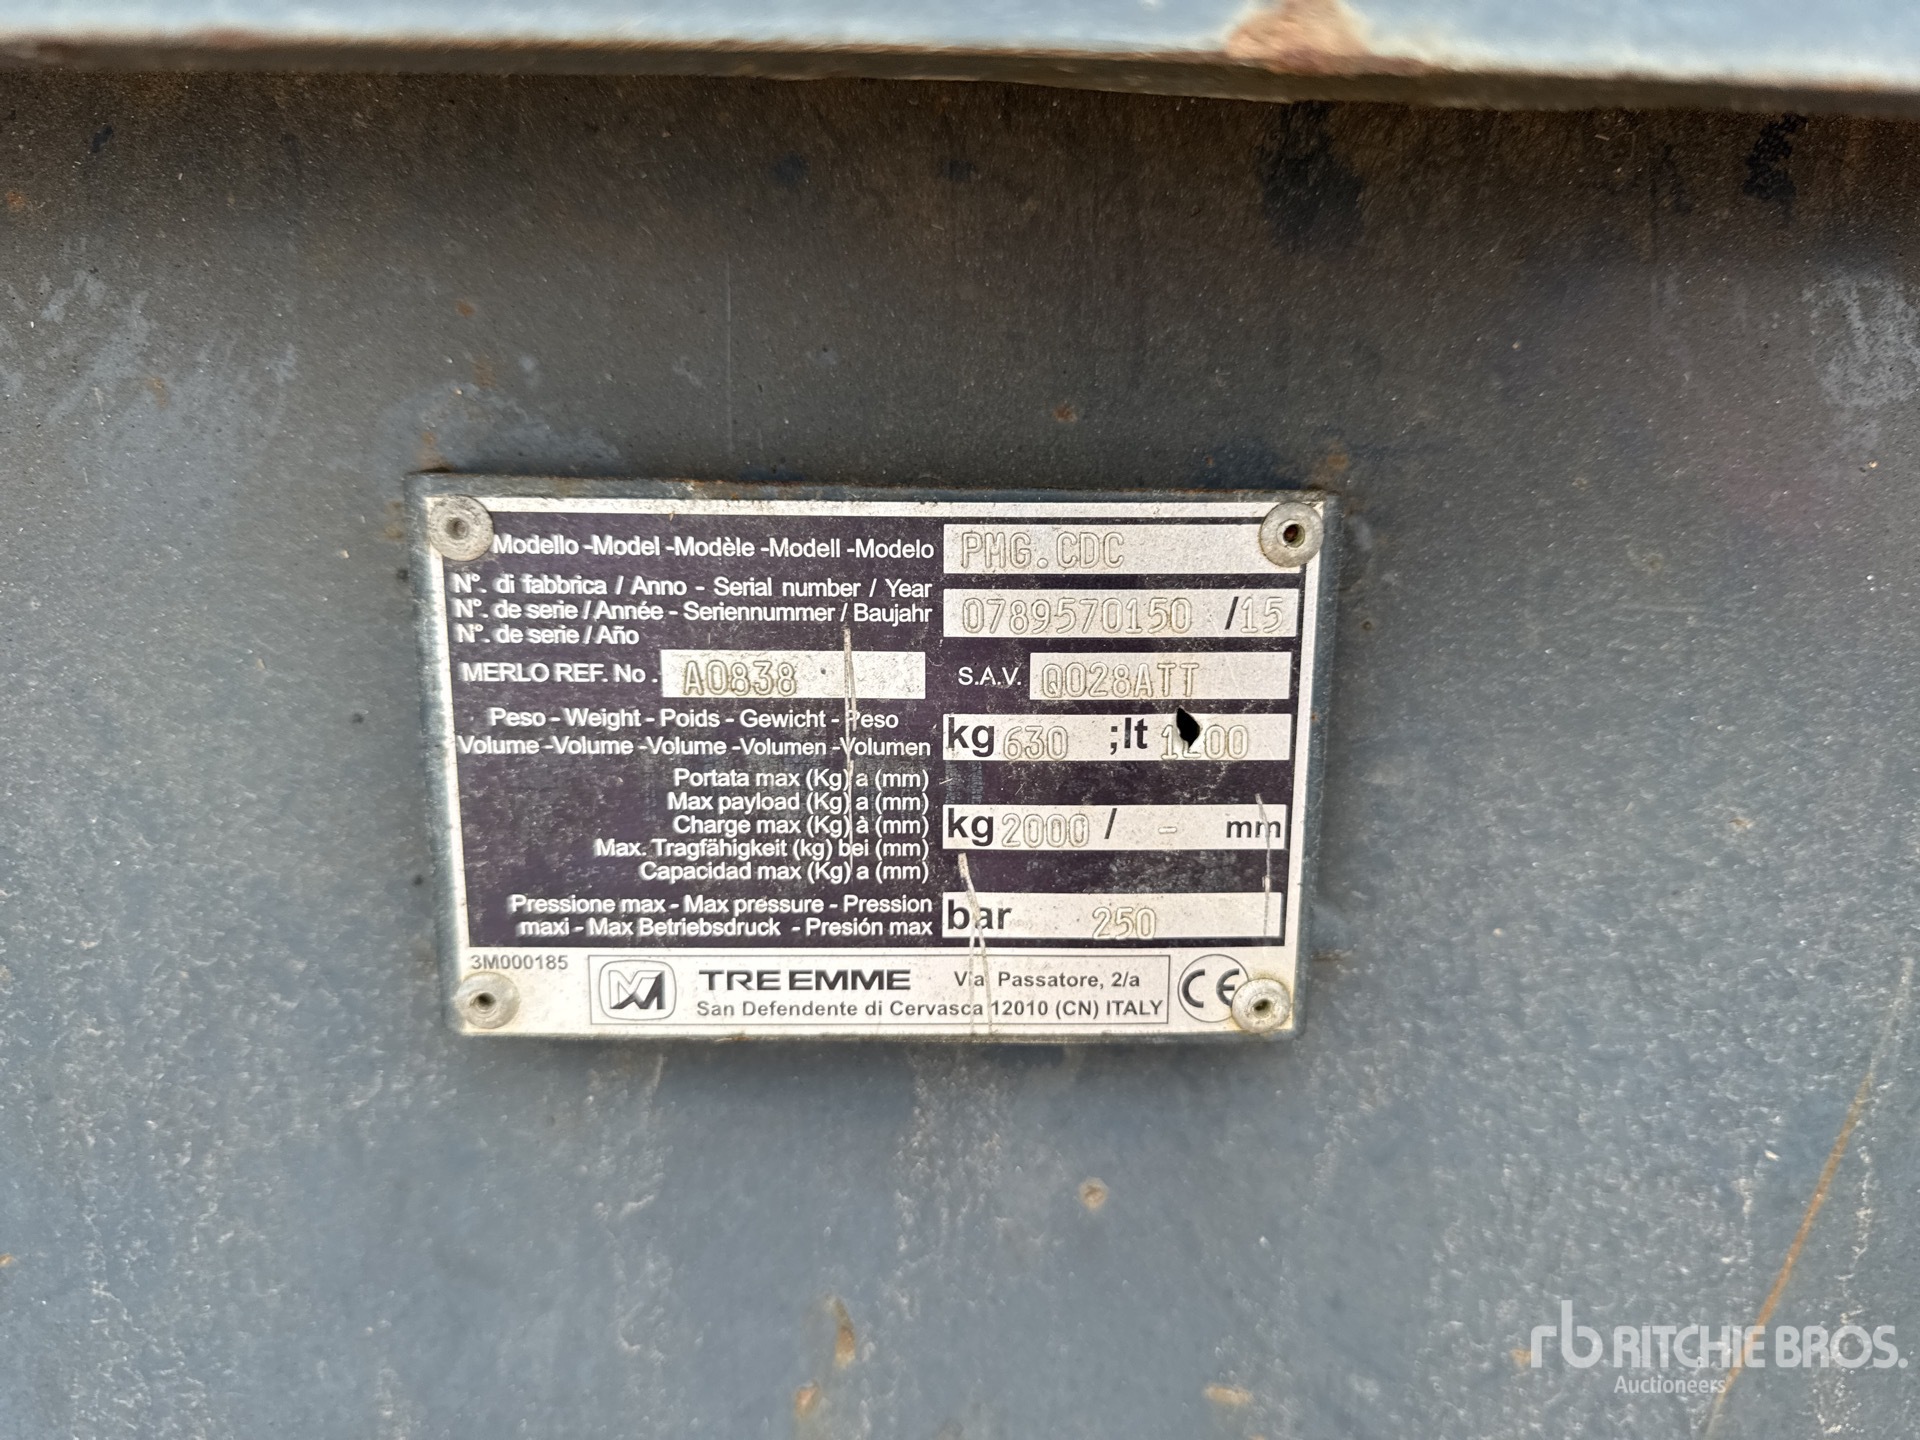 Modello -Model -Modèle -Modell -Modelo PMG.CDC
N°. di fabbrica / Anno - Serial number / Year
N°. de serie / Année - Seriennummer / Baujahr 0789570150 /15
N°. de serie / Año
MERLO REF. No. A0838 S.A.V. Q028ATT
Peso - Weight - Poids - Gewicht - Peso
Volume -Volume -Volume -Volumen -Volumen kg 630 ;lt 1200
Portata max (Kg) a (mm)
Max payload (Kg) a (mm)
Charge max (Kg) à (mm) kg 2000 / - mm
Max. Tragfähigkeit (kg) bei (mm)
Capacidad max (Kg) a (mm)
Pressione max - Max pressure - Pression
maxi - Max Betriebsdruck - Presión max bar 250
3M000185
TRE EMME Via Passatore, 2/a
San Defendente di Cervasca 12010 (CN) ITALY
CE
rb RITCHIE BROS.
Auctioneers